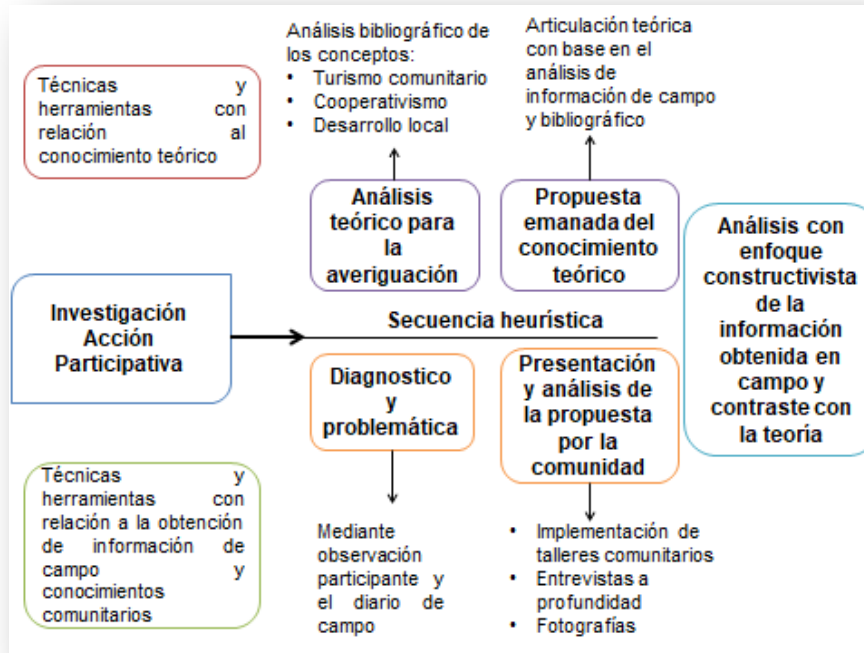 Análisis bibliográfico de
los conceptos:
• Turismo comunitario
• Cooperativismo
• Desarrollo local
Articulación teórica
con base en el
análisis de
información de campo
y bibliográfico
Técnicas y
herramientas con
relación al
conocimiento teórico
Análisis
teórico para
la
averiguación
Propuesta
emanada del
conocimiento
teórico
Análisis con
enfoque
constructivista
de la
información
obtenida en
campo y
contraste con
la teoría
Investigación
Acción
Participativa
Secuencia heurística
Diagnostico
y
problemática
Presentación
y análisis de
la propuesta
por la
comunidad
Técnicas y
herramientas con
relación a la obtención
de información de
campo y
conocimientos
comunitarios
Mediante
observación
participante y
el diario de
campo
• Implementación de
talleres comunitarios
• Entrevistas a
profundidad
• Fotografías